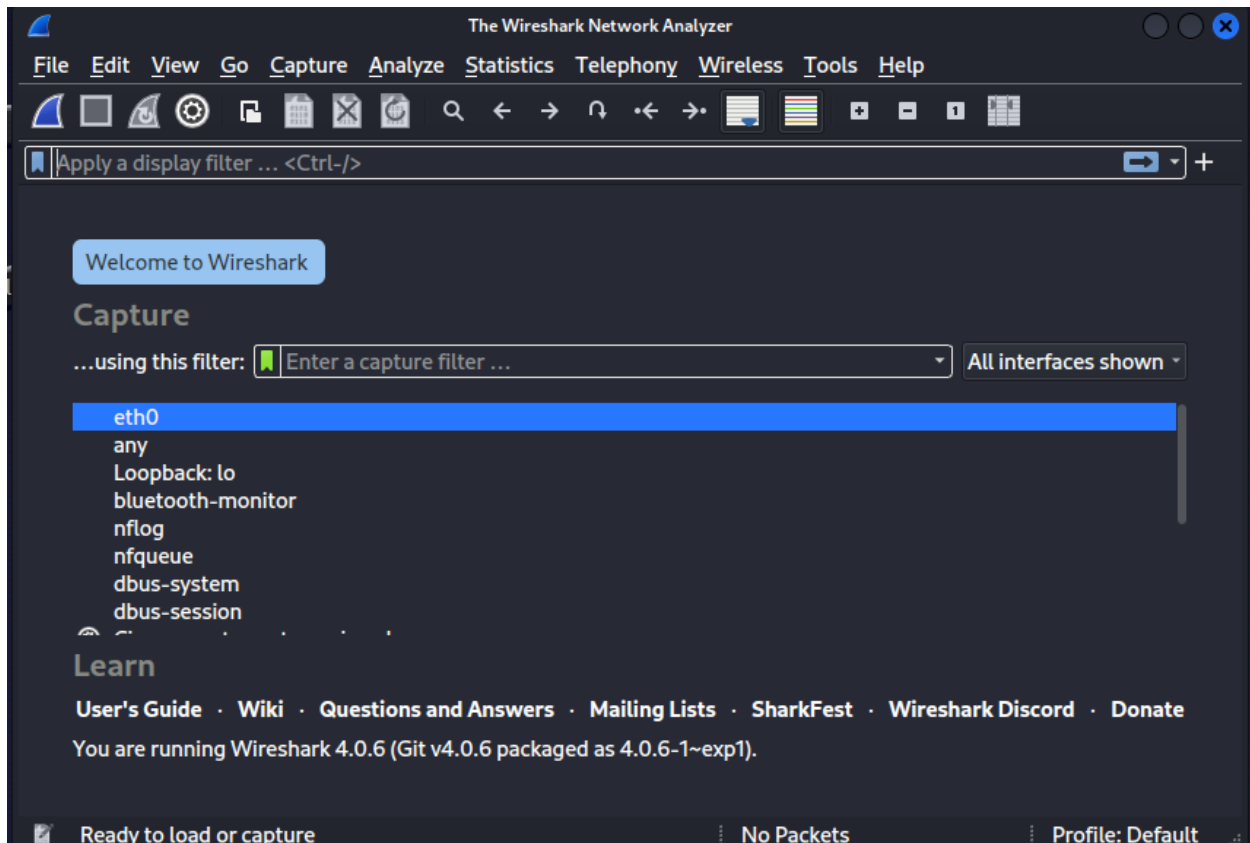 The Wireshark Network Analyzer
File Edit View Go Capture Analyze Statistics Telephony Wireless Tools Help
1
Apply a display filter ... <Ctrl-/>
Welcome to Wireshark
Capture
...using this filter: Enter a capture filter ... All interfaces shown
eth0
any
Loopback: lo
bluetooth-monitor
nflog
nfqueue
dbus-system
dbus-session
Learn
User's Guide · Wiki · Questions and Answers · Mailing Lists · SharkFest · Wireshark Discord · Donate
You are running Wireshark 4.0.6 (Git v4.0.6 packaged as 4.0.6-1~exp1).
Ready to load or capture No Packets Profile: Default